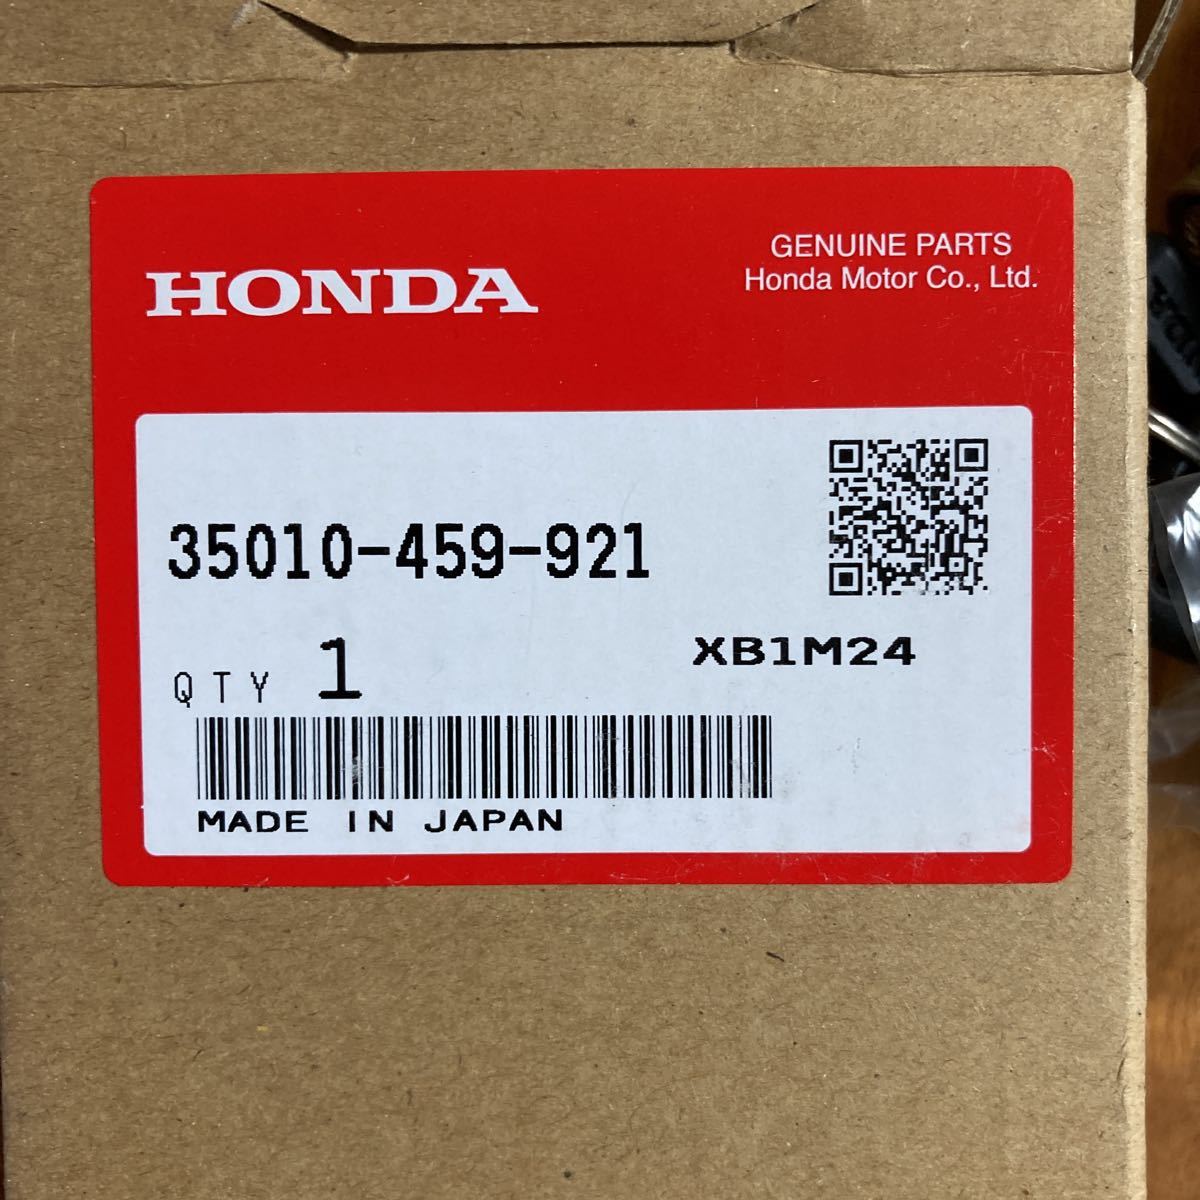 HONDA
GENUINE PARTS
Honda Motor Co., Ltd.
35010-459-921
QTY 1
XB1M24
MADE IN JAPAN